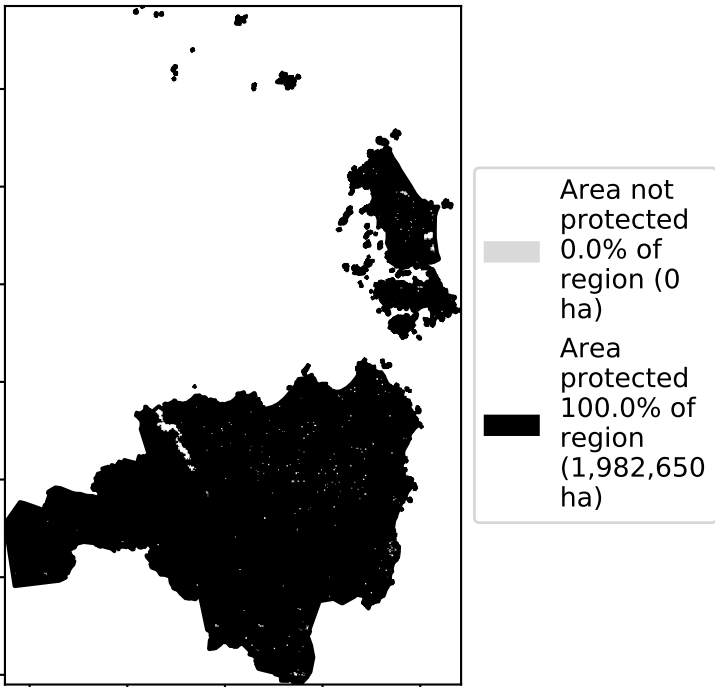 Area not
protected
0.0% of
region (0
ha)
Area
protected
100.0% of
region
(1,982,650
ha)